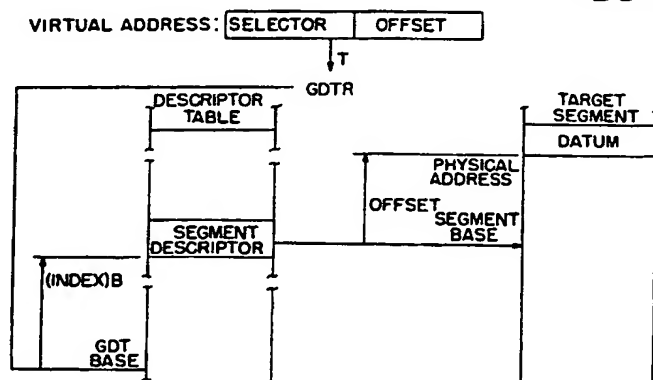 VIRTUAL ADDRESS: SELECTOR OFFSET
T
GDTR
DESCRIPTOR
TABLE
TARGET
SEGMENT
DATUM
PHYSICAL
ADDRESS
OFFSET
SEGMENT
BASE
SEGMENT
DESCRIPTOR
(INDEX)B
GDT
BASE